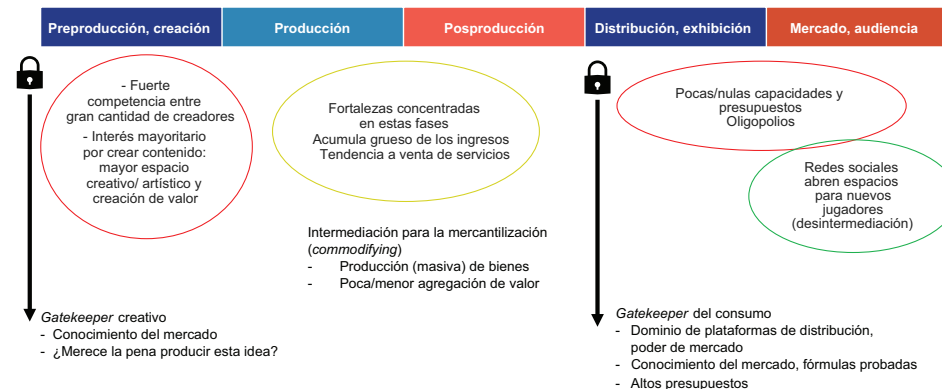 Preproducción, creación
Producción
Posproducción
Distribución, exhibición
Mercado, audiencia
- Fuerte
competencia entre
gran cantidad de creadores
- Interés mayoritario
por crear contenido:
mayor espacio
creativo/ artístico y
creación de valor
Fortalezas concentradas
en estas fases
Acumula grueso de los ingresos
Tendencia a venta de servicios
Pocas/nulas capacidades y
presupuestos
Oligopolios
Redes sociales
abren espacios
para nuevos
jugadores
(desintermediación)
Intermediación para la mercantilización
(commodifying)
- Producción (masiva) de bienes
- Poca/menor agregación de valor
Gatekeeper creativo
- Conocimiento del mercado
- ¿Merece la pena producir esta idea?
Gatekeeper del consumo
- Dominio de plataformas de distribución,
poder de mercado
- Conocimiento del mercado, fórmulas probadas
- Altos presupuestos